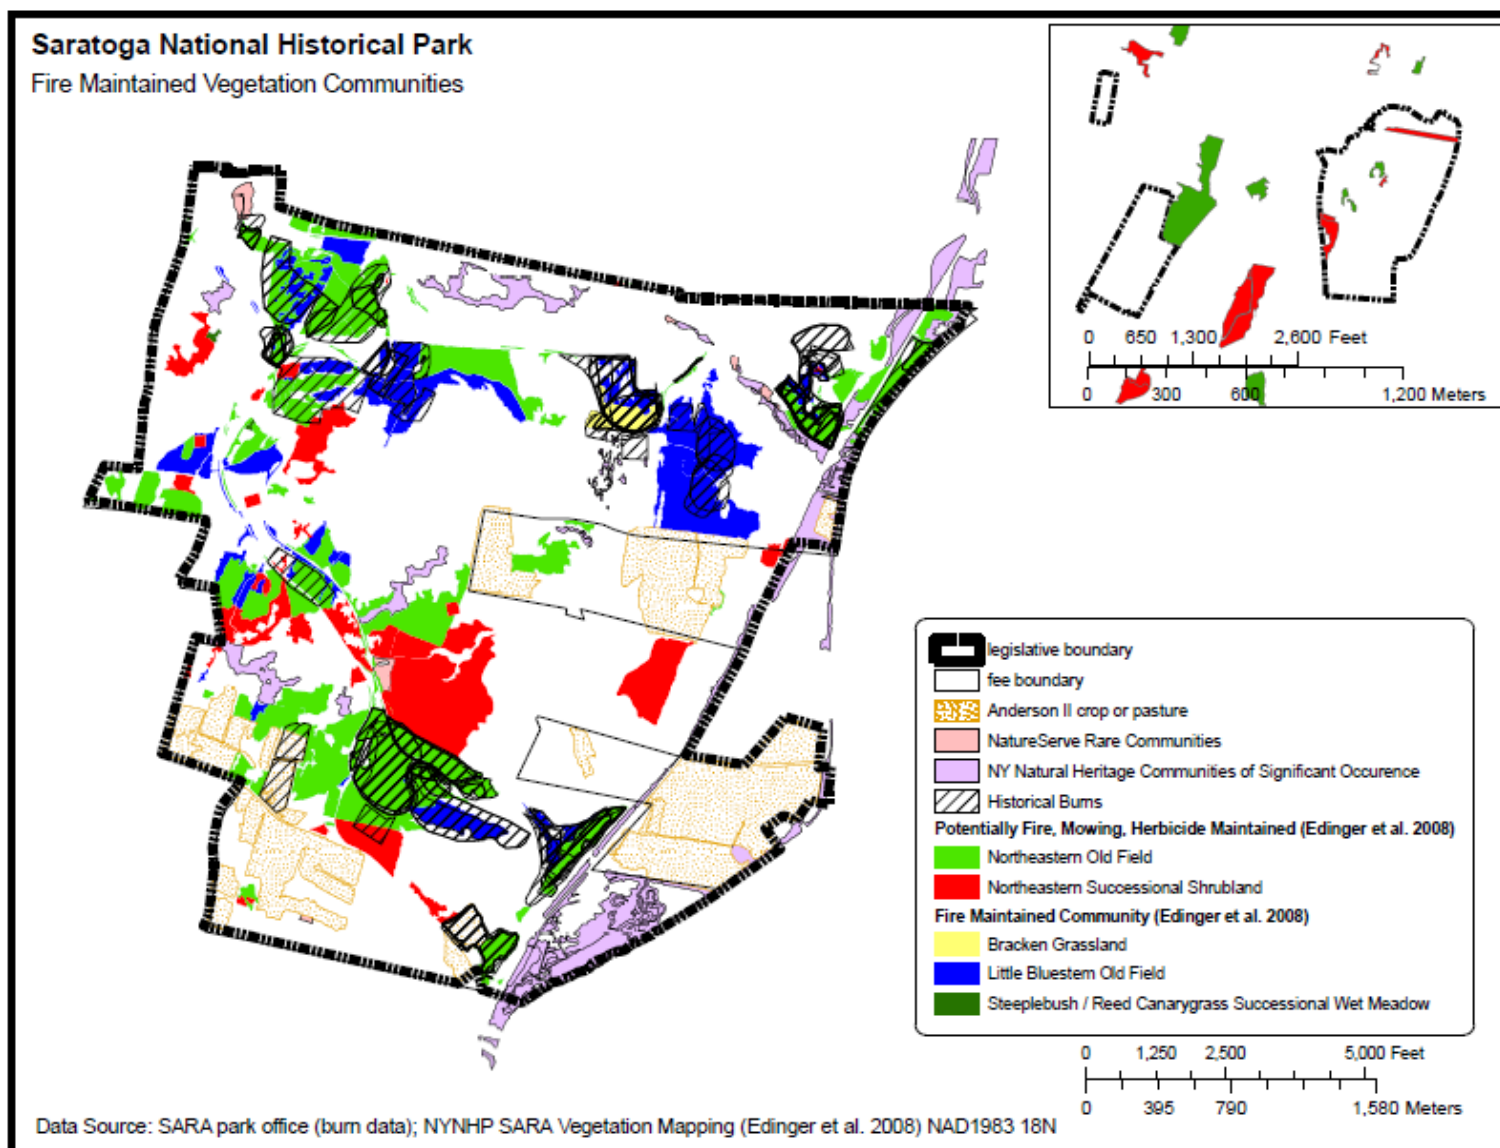 Saratoga National Historical Park
Fire Maintained Vegetation Communities
0 650 1,300 2,600 Feet
0 300 600 1,200 Meters
legislative boundary
fee boundary
Anderson II crop or pasture
NatureServe Rare Communities
NY Natural Heritage Communities of Significant Occurence
Historical Burns
Potentially Fire, Mowing, Herbicide Maintained (Edinger et al. 2008)
Northeastern Old Field
Northeastern Successional Shrubland
Fire Maintained Community (Edinger et al. 2008)
Bracken Grassland
Little Bluestem Old Field
Steeplebush / Reed Canarygrass Successional Wet Meadow
0 1,250 2,500 5,000 Feet
0 395 790 1,580 Meters
Data Source: SARA park office (burn data); NYNHP SARA Vegetation Mapping (Edinger et al. 2008) NAD1983 18N